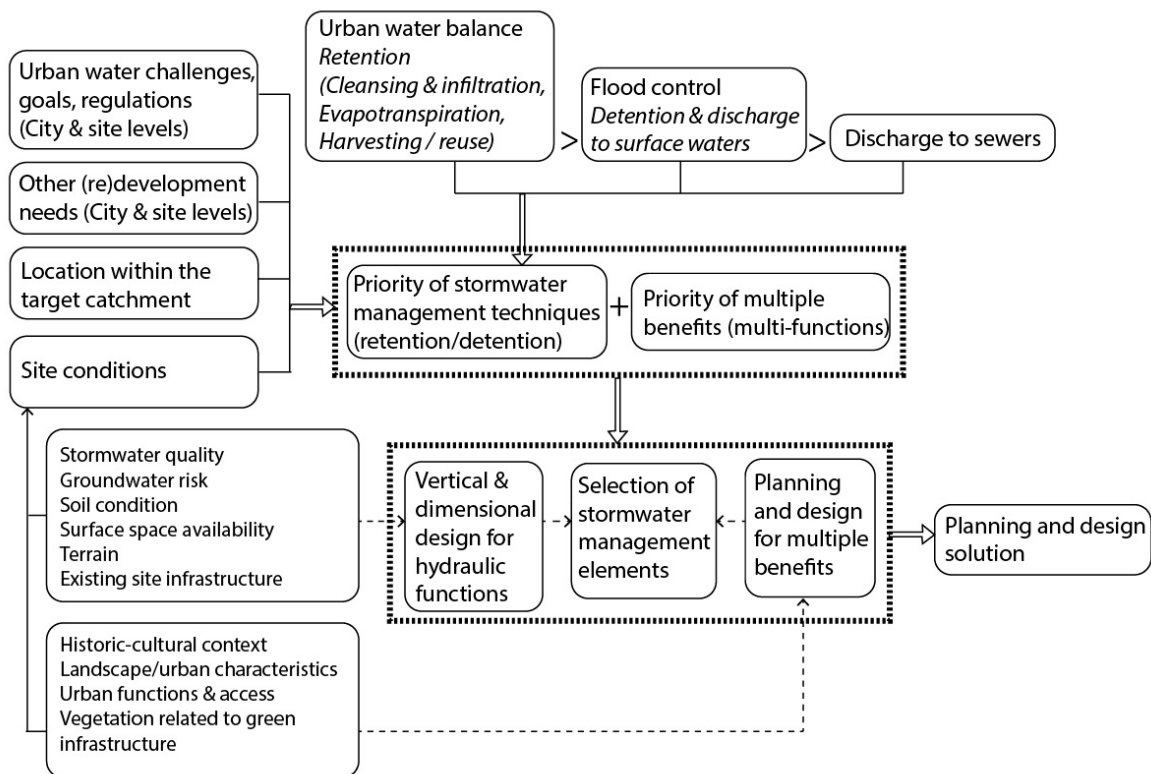 Urban water challenges,
goals, regulations
(City & site levels)
Other (re)development
needs (City & site levels)
Location within the
target catchment
Site conditions
Urban water balance
Retention
(Cleansing & infiltration,
Evapotranspiration,
Harvesting / reuse)
>
Flood control
Detention & discharge
to surface waters
>
Discharge to sewers
Priority of stormwater
management techniques
(retention/detention)
+
Priority of multiple
benefits (multi-functions)
Stormwater quality
Groundwater risk
Soil condition
Surface space availability
Terrain
Existing site infrastructure
Historic-cultural context
Landscape/urban characteristics
Urban functions & access
Vegetation related to green
infrastructure
Vertical &
dimensional
design for
hydraulic
functions
Selection of
stormwater
management
elements
Planning
and design
for multiple
benefits
Planning and design
solution